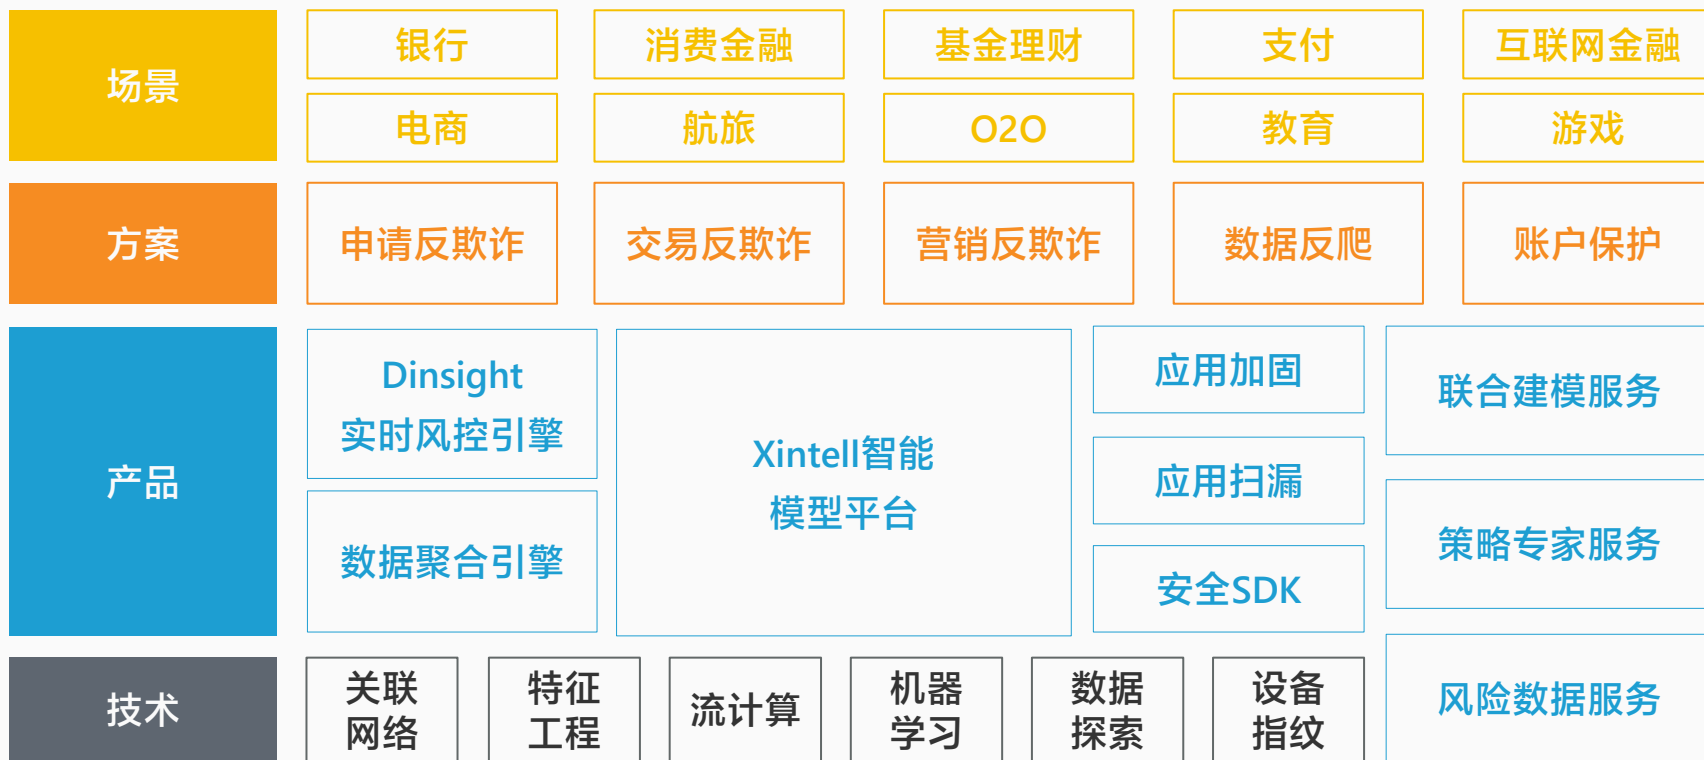 场景
银行
消费金融
基金理财
支付
互联网金融
电商
航旅
O2O
教育
游戏
方案
申请反欺诈
交易反欺诈
营销反欺诈
数据反爬
账户保护
产品
Dinsight
实时风控引擎
数据聚合引擎
Xintell智能
模型平台
应用加固
应用扫漏
安全SDK
联合建模服务
策略专家服务
风险数据服务
技术
关联
网络
特征
工程
流计算
机器
学习
数据
探索
设备
指纹